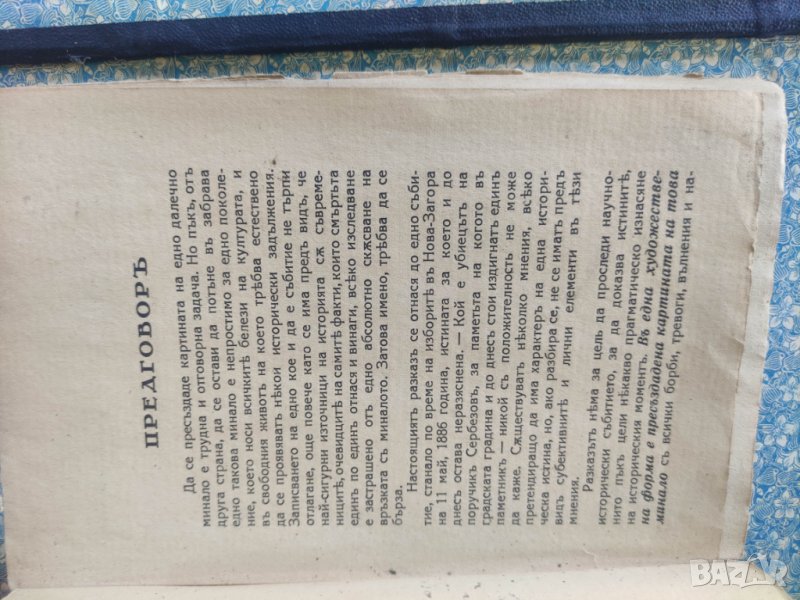 ПРЕДГОВОРЪ
Да се пресъздаде картината на едно далечно
минало е трудна и отговорна задача. Но пъкъ, отъ
друга страна, да се остави да потъне въ забрава
едно такова минало е непростимо за едно поколе-
ние, което носи всичкитѣ белези на културата, и
въ свободния животъ на което трѣбва естествено
да се проявяватъ нѣкои исторически задължения.
Записването на едно кое и да е събитие не търпи
отлагане, още повече като се има предъ видъ, че
най-сигурни източници на историята сѫ съвреме-
ницитѣ, очевидцитѣ на самитѣ факти, които смъртьта
единъ по единъ отнася и винаги, всѣко изследване
е застрашено отъ едно абсолютно скѫсване на
връзката съ миналото. Затова именно, трѣбва да се
бърза.
Настоящиятъ разказъ се отнася до едно съби-
тие, станало по време на изборитѣ въ Нова-Загора
на 11 май, 1886 година, истината за което и до
днесъ остава неразяснена. — Кой е убиецътъ на
поручикъ Сербезовъ, за паметьта на когото въ
градската градина и до днесъ стои издигнатъ единъ
паметникъ — никой съ положителность не може
да каже. Сѫществуватъ нѣколко мнения, всѣко
претендиращо да има характеръ на една истори-
ческа истина, но, ако разбира се, не се иматъ предъ
видъ субективнитѣ и лични елементи въ тѣзи
мнения.
Разказътъ нѣма за цель да проследи научно-
исторически събитието, за да доказва истинитѣ,
нито пъкъ цели нѣкакво прагматическо изнасяне
на историческия моментъ. Въ една художестве-
на форма е пресъздадена картината на това
минало съ всички борби, тревоги, вълнения и на-
BAZAR